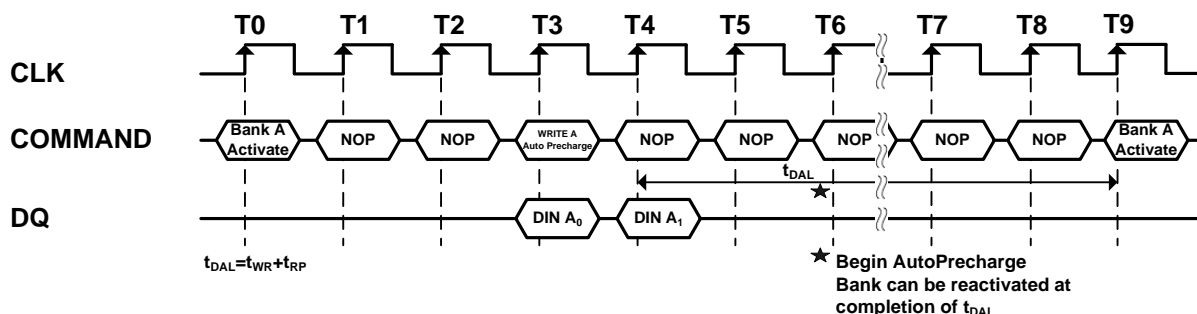 T0 T1 T2 T3 T4 T5 T6 T7 T8 T9
CLK
COMMAND
Bank A
Activate
NOP
NOP
WRITE A
Auto Precharge
NOP
NOP
NOP
NOP
NOP
Bank A
Activate
tDAL
DQ
DIN A0
DIN A1
tDAL=tWR+tRP
Begin AutoPrecharge
Bank can be reactivated at
completion of tDAL